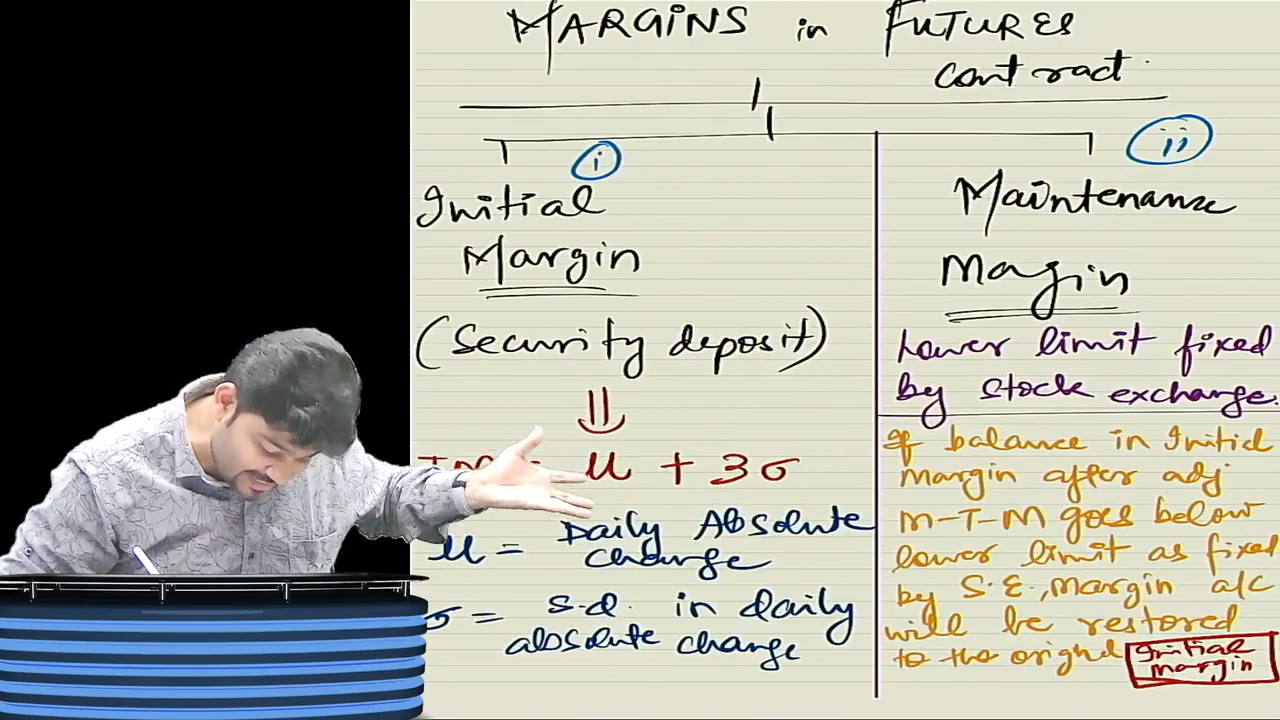 MARGINS in FUTURES
contract
i
Initial
Margin
(Security deposit)
= μ + 3σ
μ = Daily Absolute
change
σ = s.d. in daily
absolute change
ii
Maintenance
Magin
Lower limit fixed
by stock exchange.
If balance in Initial
margin after adj
M-T-M goes below
lower limit as fixed
by S.E., Margin a/c
will be restored
to the original
Initial
margin